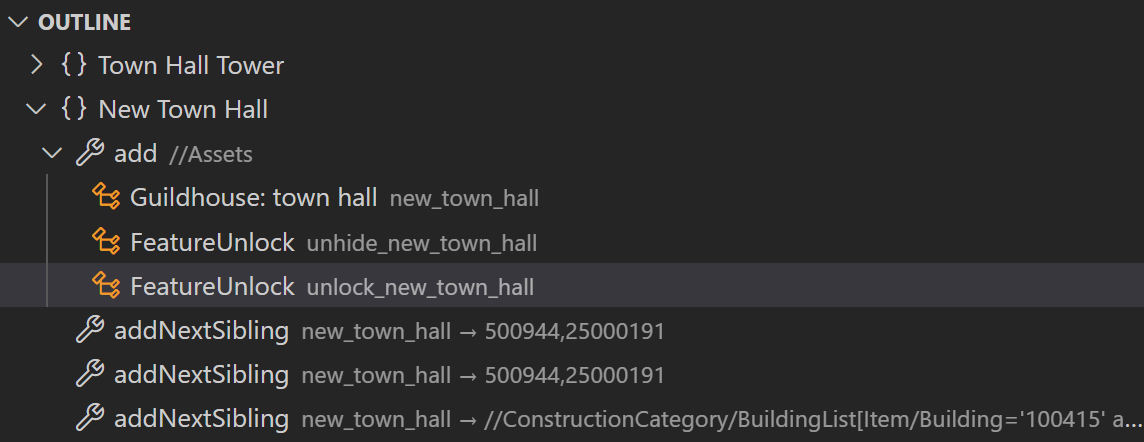 OUTLINE
{} Town Hall Tower
{} New Town Hall
add //Assets
Guildhouse: town hall new_town_hall
FeatureUnlock unhide_new_town_hall
FeatureUnlock unlock_new_town_hall
addNextSibling new_town_hall → 500944,25000191
addNextSibling new_town_hall → 500944,25000191
addNextSibling new_town_hall → //ConstructionCategory/BuildingList[Item/Building='100415' a...